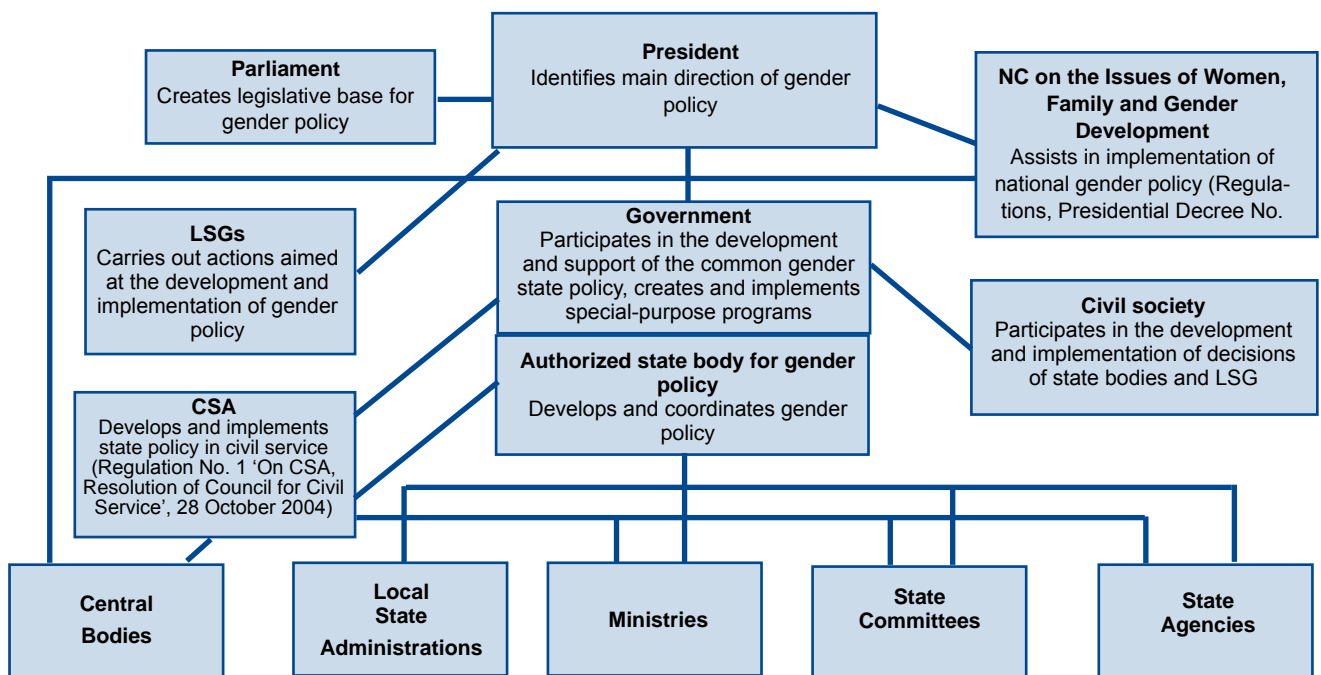 President
Identifies main direction of gender
policy
Parliament
Creates legislative base for
gender policy
NC on the Issues of Women,
Family and Gender
Development
Assists in implementation of
national gender policy (Regula-
tions, Presidential Decree No.
LSGs
Carries out actions aimed
at the development and
implementation of gender
policy
Government
Participates in the development
and support of the common gender
state policy, creates and implements
special-purpose programs
Civil society
Participates in the development
and implementation of decisions
of state bodies and LSG
Authorized state body for gender
policy
Develops and coordinates gender
policy
CSA
Develops and implements
state policy in civil service
(Regulation No. 1 ‘On CSA,
Resolution of Council for Civil
Service’, 28 October 2004)
Central
Bodies
Local
State
Administrations
Ministries
State
Committees
State
Agencies